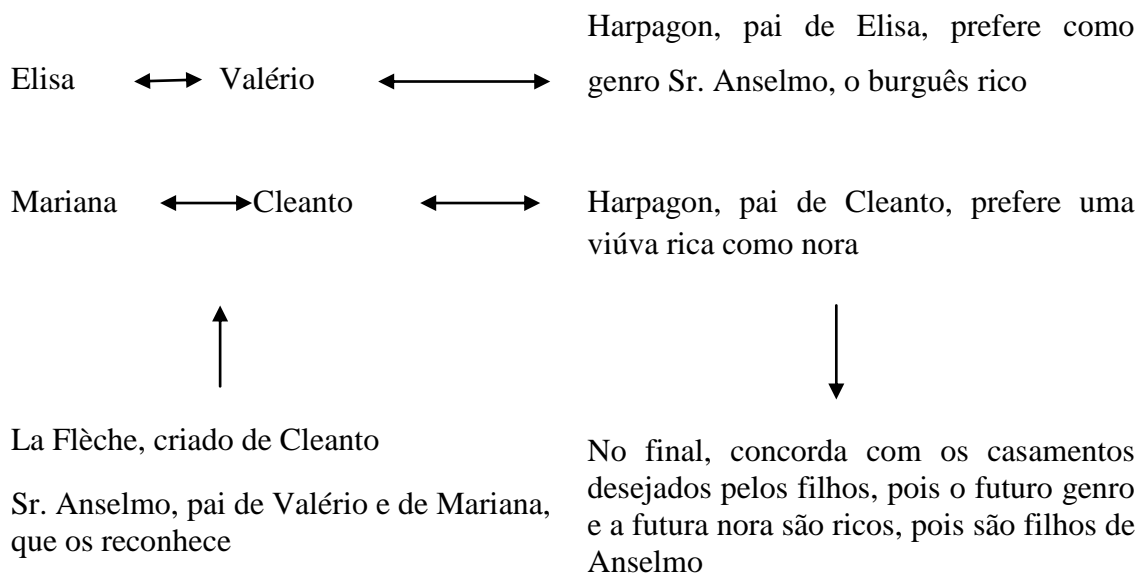 Harpagon, pai de Elisa, prefere como
Elisa Valério genro Sr. Anselmo, o burguês rico
Mariana Cleanto Harpagon, pai de Cleanto, prefere uma
viúva rica como nora
La Flèche, criado de Cleanto
Sr. Anselmo, pai de Valério e de Mariana,
que os reconhece
No final, concorda com os casamentos
desejados pelos filhos, pois o futuro genro
e a futura nora são ricos, pois são filhos de
Anselmo